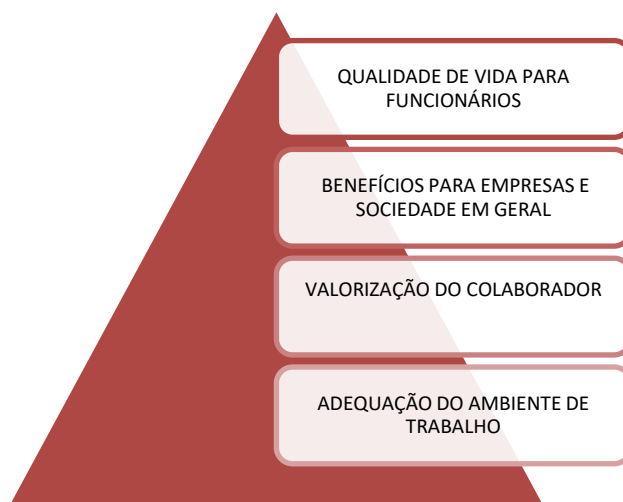 QUALIDADE DE VIDA PARA
FUNCIONÁRIOS
BENEFÍCIOS PARA EMPRESAS E
SOCIEDADE EM GERAL
VALORIZAÇÃO DO COLABORADOR
ADEQUAÇÃO DO AMBIENTE DE
TRABALHO